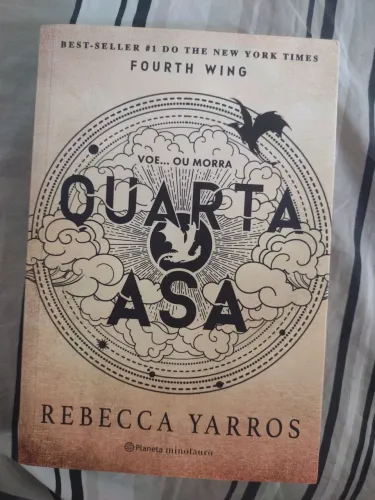 BEST-SELLER #1 DO THE NEW YORK TIMES
FOURTH WING
VOE... OU MORRA
QUARTA
ASA
REBECCA YARROS
Planeta minotauro